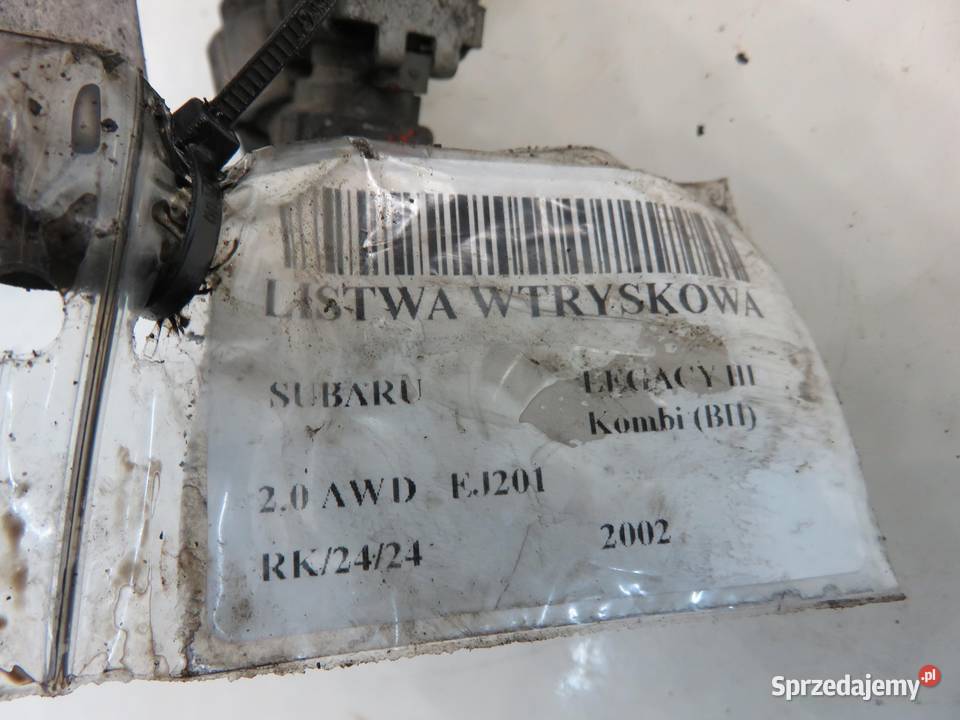 LISTWA WTRYSKOWA
SUBARU LEGACY III
Kombi (BH)
2.0 AWD EJ201
RK/24/24 2002
Sprzedajemy.pl